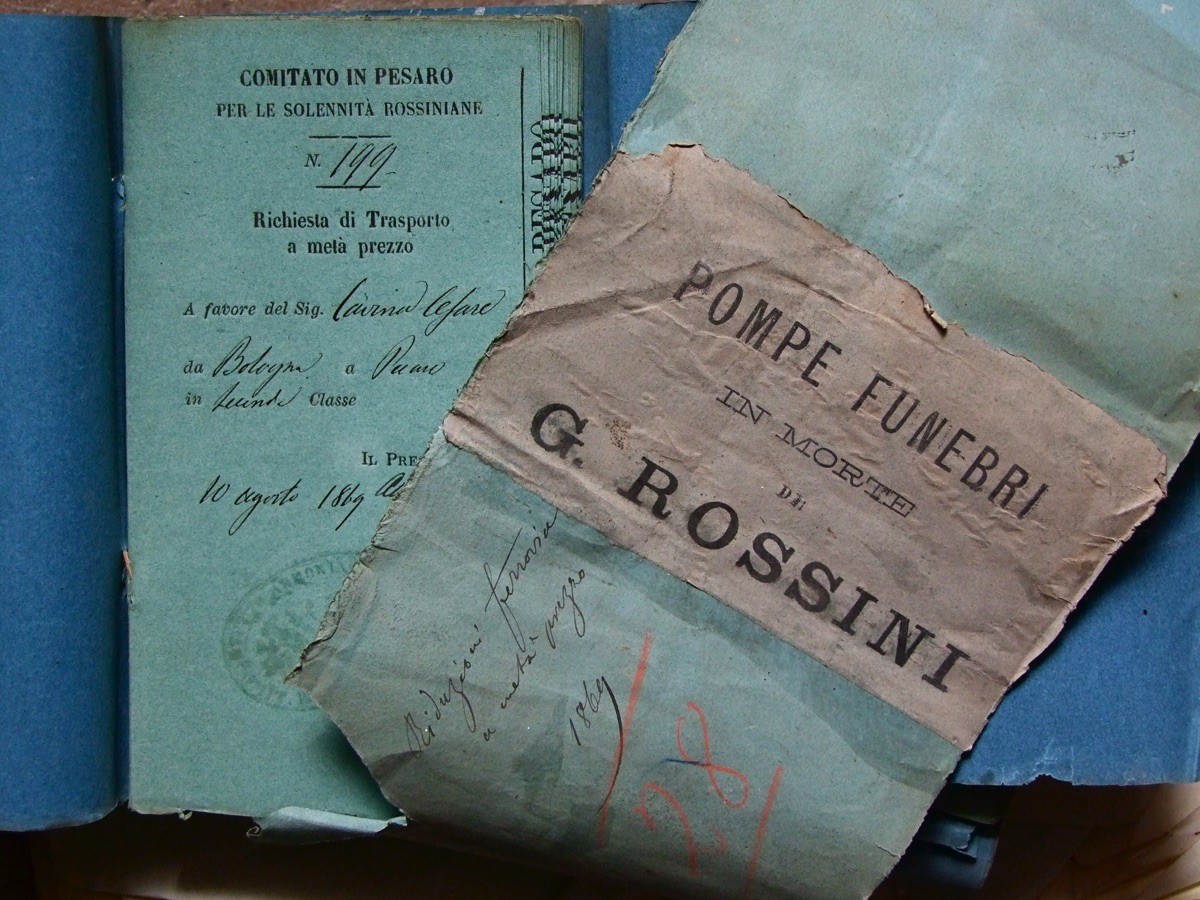 COMITATO IN PESARO
PER LE SOLENNITÀ ROSSINIANE
N. 199
Richiesta di Trasporto
a metà prezzo
A favore del Sig. Cavina Cesare
da Bologna a Pesaro
in seconda Classe
IL PRE
10 agosto 1869
POMPE FUNEBRI
IN MORTE
DI
G. ROSSINI
Riduzioni ferrovia
a metà prezzo
1869
28